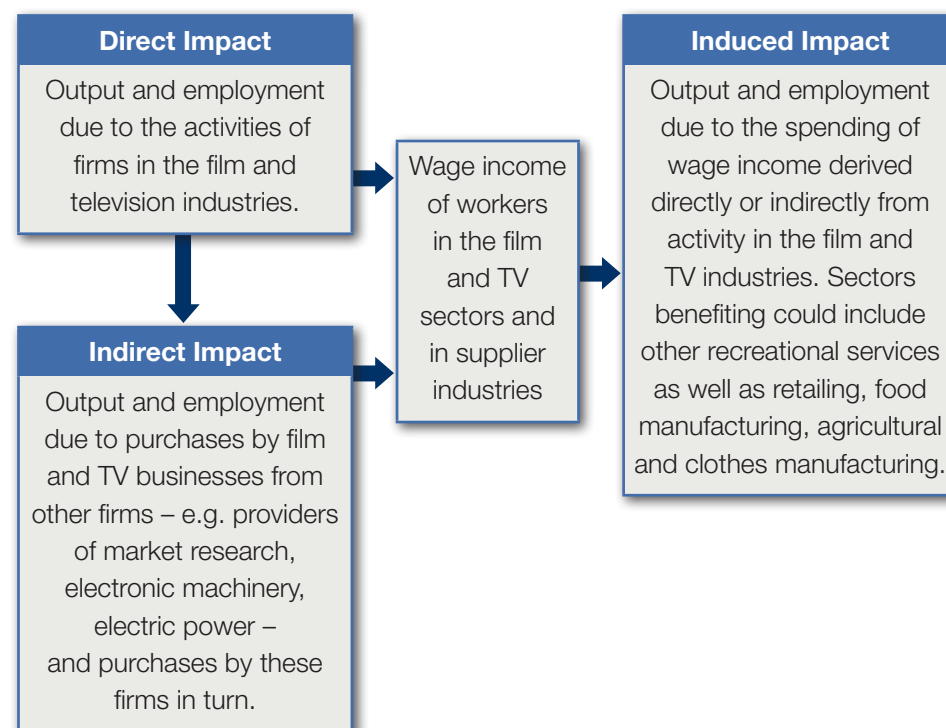 Direct Impact
Output and employment
due to the activities of
firms in the film and
television industries.
Indirect Impact
Output and employment
due to purchases by film
and TV businesses from
other firms – e.g. providers
of market research,
electronic machinery,
electric power –
and purchases by these
firms in turn.
Wage income
of workers
in the film
and TV
sectors and
in supplier
industries
Induced Impact
Output and employment
due to the spending of
wage income derived
directly or indirectly from
activity in the film and
TV industries. Sectors
benefiting could include
other recreational services
as well as retailing, food
manufacturing, agricultural
and clothes manufacturing.